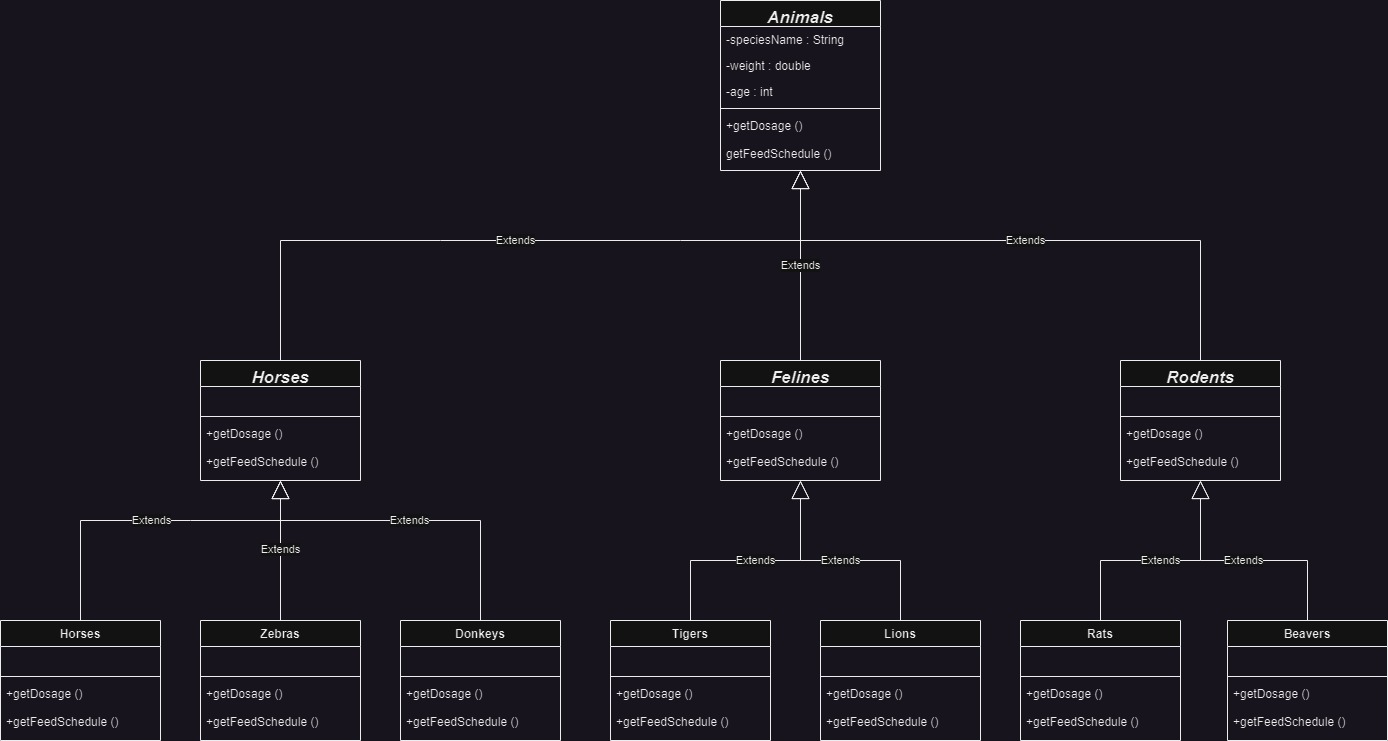 Animals
-speciesName : String
-weight : double
-age : int
+getDosage ()
getFeedSchedule ()
Extends
Extends
Extends
Horses
+getDosage ()
+getFeedSchedule ()
Felines
+getDosage ()
+getFeedSchedule ()
Rodents
+getDosage ()
+getFeedSchedule ()
Extends
Extends
Extends
Extends
Extends
Extends
Extends
Horses
+getDosage ()
+getFeedSchedule ()
Zebras
+getDosage ()
+getFeedSchedule ()
Donkeys
+getDosage ()
+getFeedSchedule ()
Tigers
+getDosage ()
+getFeedSchedule ()
Lions
+getDosage ()
+getFeedSchedule ()
Rats
+getDosage ()
+getFeedSchedule ()
Beavers
+getDosage ()
+getFeedSchedule ()